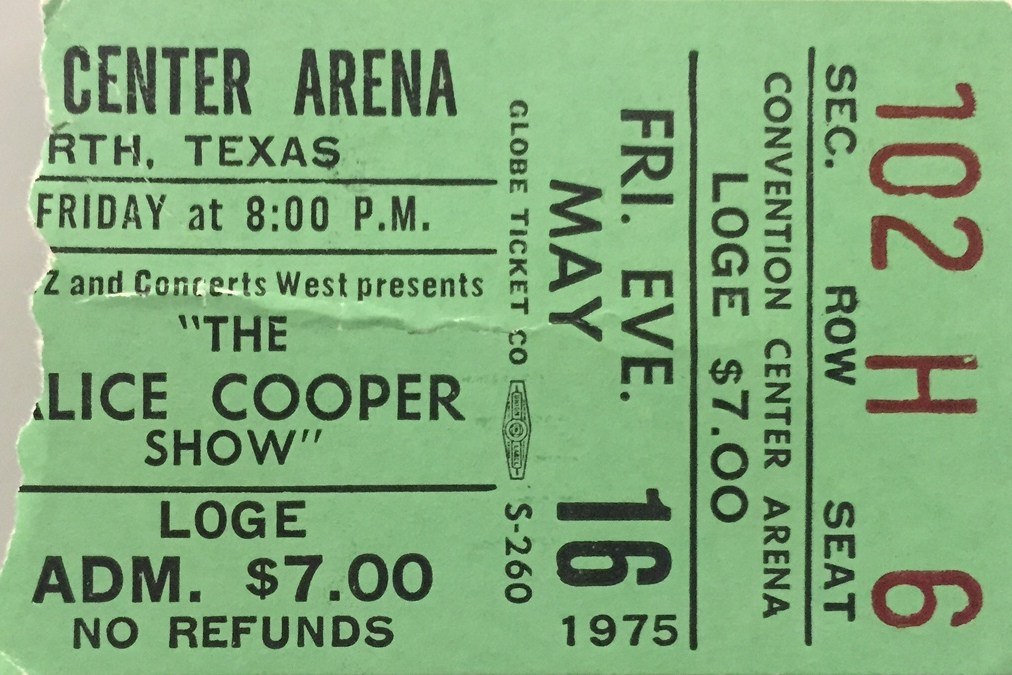 CENTER ARENA
RTH, TEXAS
FRIDAY at 8:00 P.M.
Z and Concerts West presents
"THE
LICE COOPER
SHOW"
LOGE
ADM. $7.00
NO REFUNDS
GLOBE TICKET CO S-260
FRI. EVE.
MAY 16
1975
LOGE $7.00
CONVENTION CENTER ARENA
SEC. ROW SEAT
102 H 6